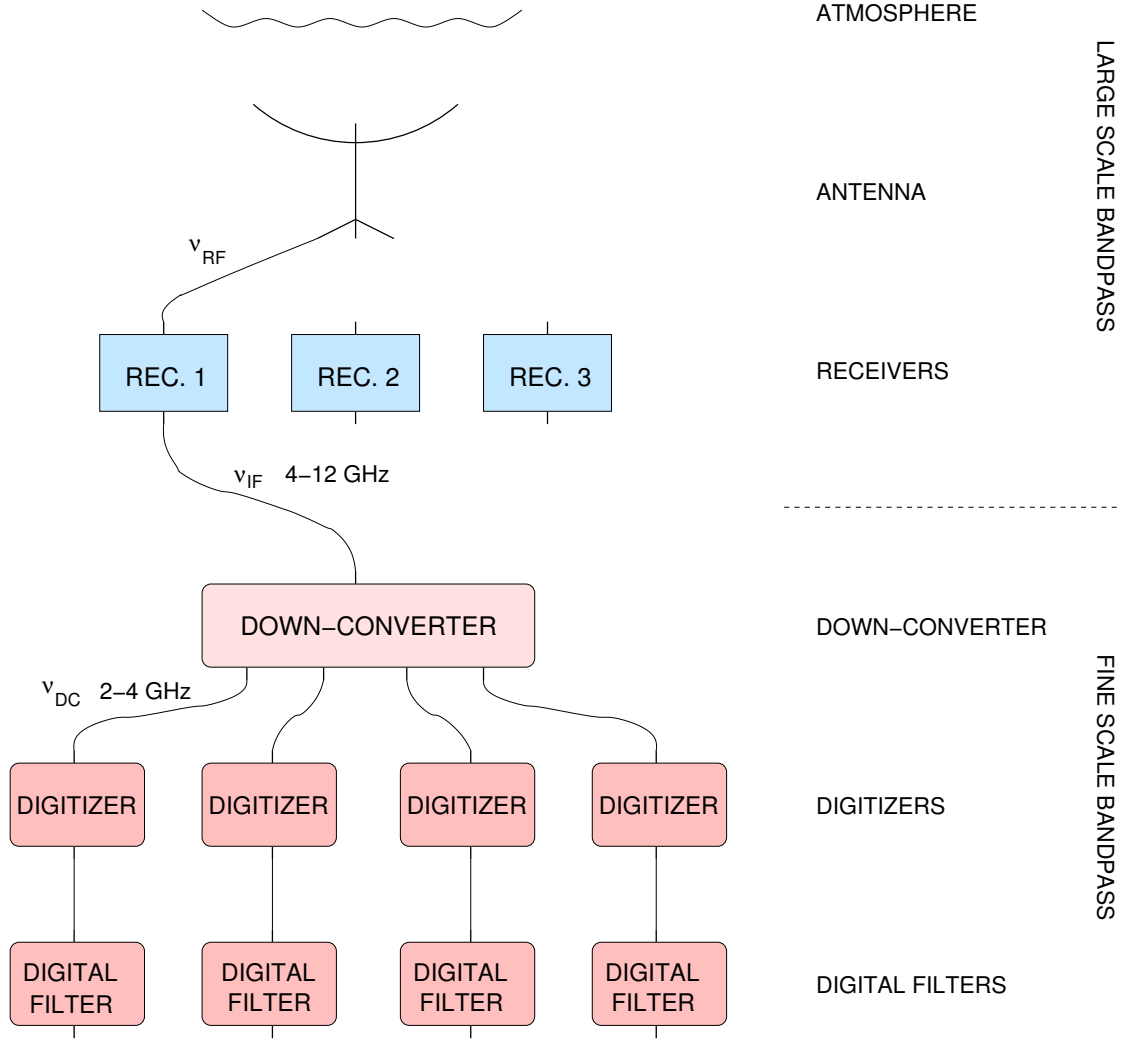 ATMOSPHERE
LARGE SCALE BANDPASS
ANTENNA
νRF
REC. 1
REC. 2
REC. 3
RECEIVERS
νIF 4–12 GHz
DOWN–CONVERTER
DOWN–CONVERTER
FINE SCALE BANDPASS
νDC 2–4 GHz
DIGITIZER
DIGITIZER
DIGITIZER
DIGITIZER
DIGITIZERS
DIGITAL
FILTER
DIGITAL
FILTER
DIGITAL
FILTER
DIGITAL
FILTER
DIGITAL FILTERS